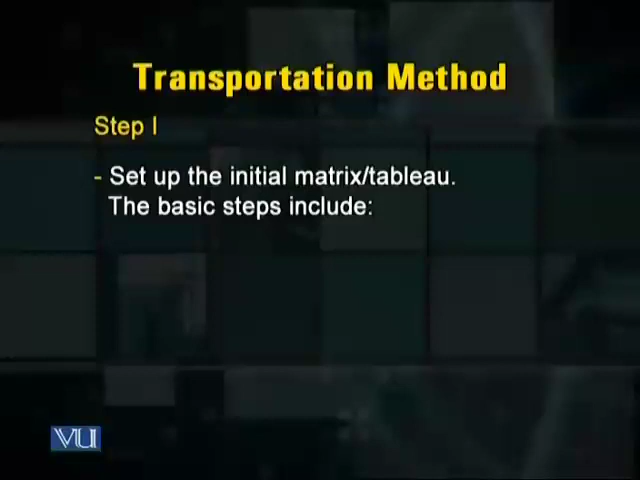 Transportation Method
Step I
- Set up the initial matrix/tableau.
The basic steps include:
VU